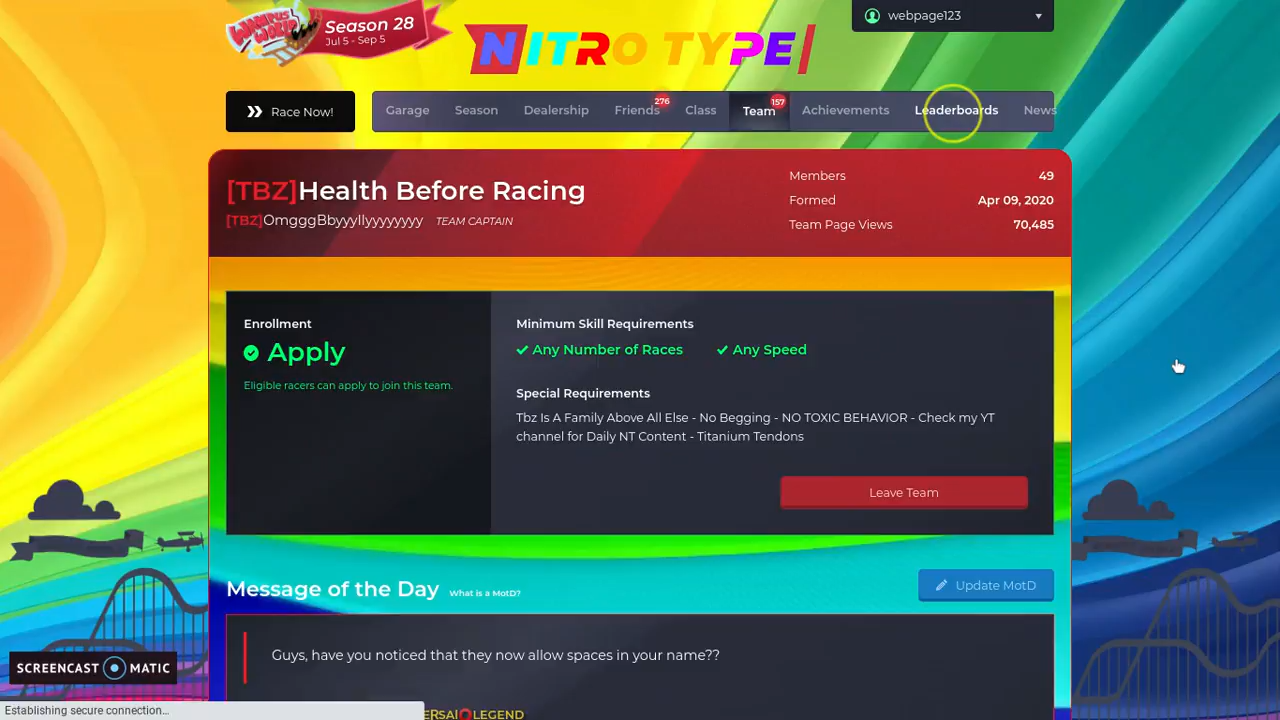 WAMPUS WORLD
Season 28
Jul 5 - Sep 5
NITRO TYPE
webpage123
Race Now!
Garage
Season
Dealership
Friends
276
Class
Team
157
Achievements
Leaderboards
News
[TBZ]Health Before Racing
[TBZ]OmgggBbyyyllyyyyyyyy TEAM CAPTAIN
Members 49
Formed Apr 09, 2020
Team Page Views 70,485
Enrollment
Apply
Eligible racers can apply to join this team.
Minimum Skill Requirements
Any Number of Races Any Speed
Special Requirements
Tbz Is A Family Above All Else - No Begging - NO TOXIC BEHAVIOR - Check my YT
channel for Daily NT Content - Titanium Tendons
Leave Team
Message of the Day What is a MotD?
Update MotD
Guys, have you noticed that they now allow spaces in your name??
LEGEND
SCREENCAST MATIC
Establishing secure connection...